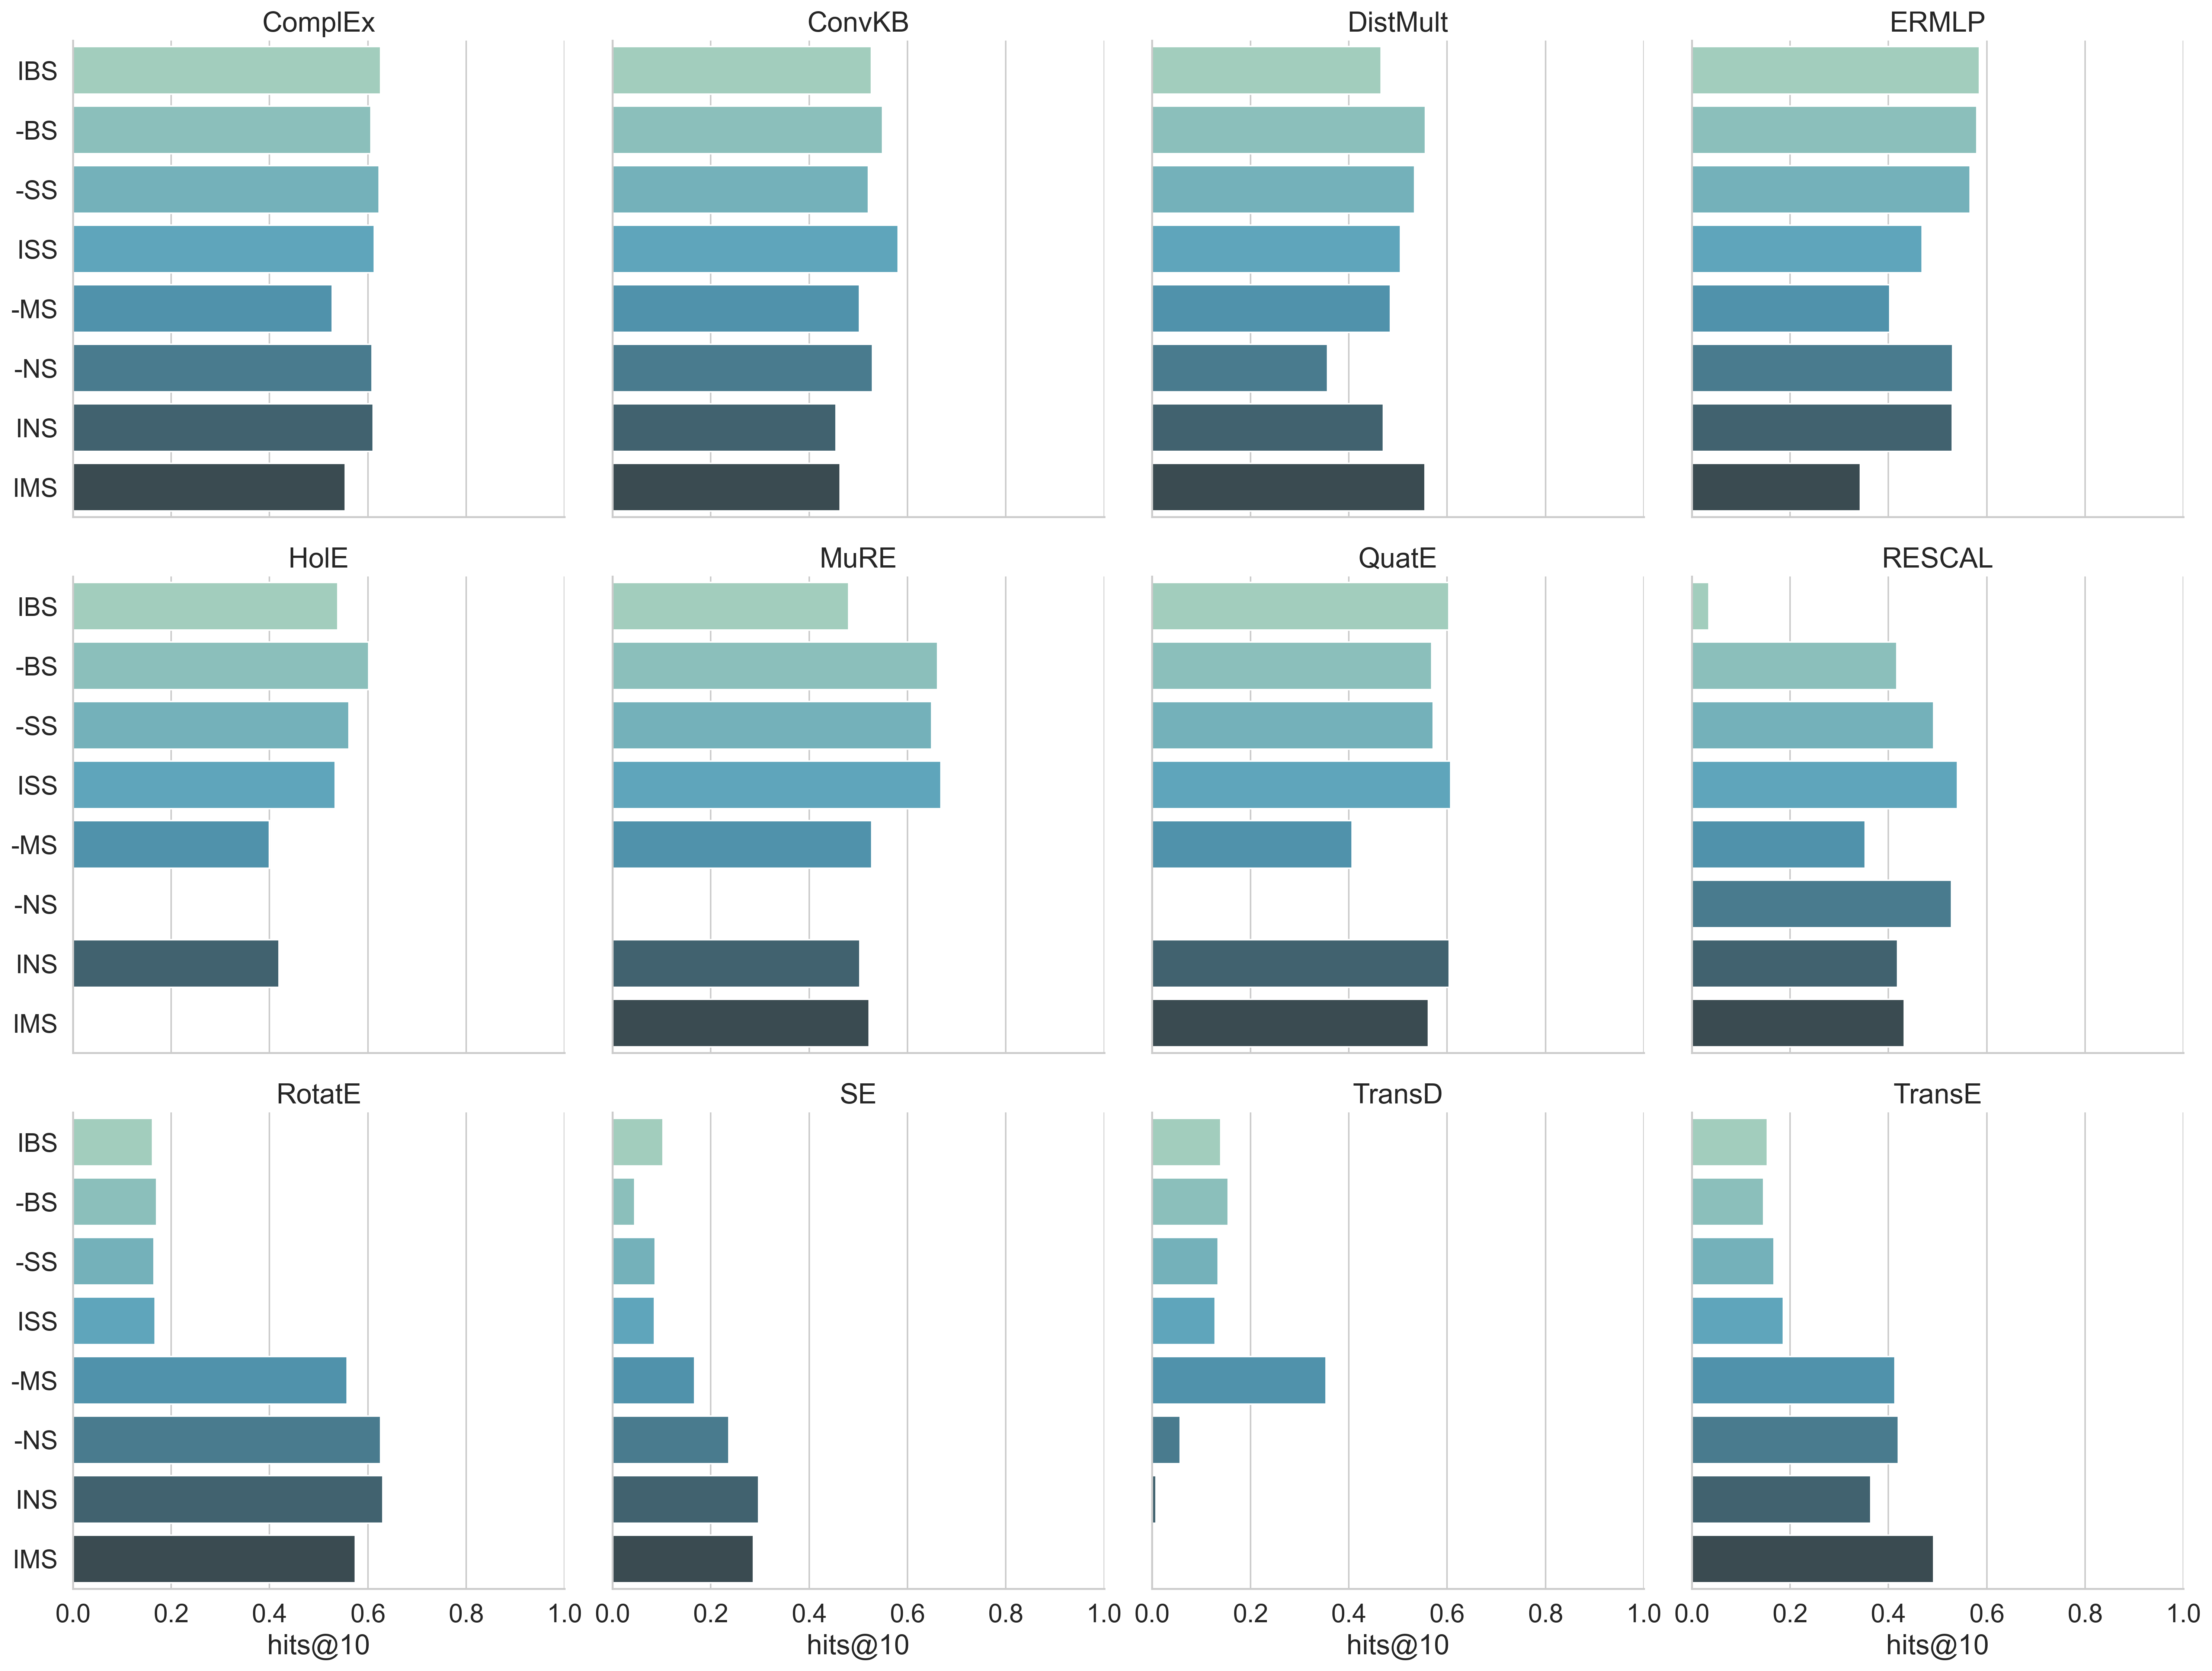 ComplEx ConvKB DistMult ERMLP
IBS
-BS
-SS
ISS
-MS
-NS
INS
IMS
HolE MuRE QuatE RESCAL
IBS
-BS
-SS
ISS
-MS
-NS
INS
IMS
RotatE SE TransD TransE
IBS
-BS
-SS
ISS
-MS
-NS
INS
IMS
0.0 0.2 0.4 0.6 0.8 1.0 0.0 0.2 0.4 0.6 0.8 1.0 0.0 0.2 0.4 0.6 0.8 1.0 0.0 0.2 0.4 0.6 0.8 1.0
hits@10 hits@10 hits@10 hits@10